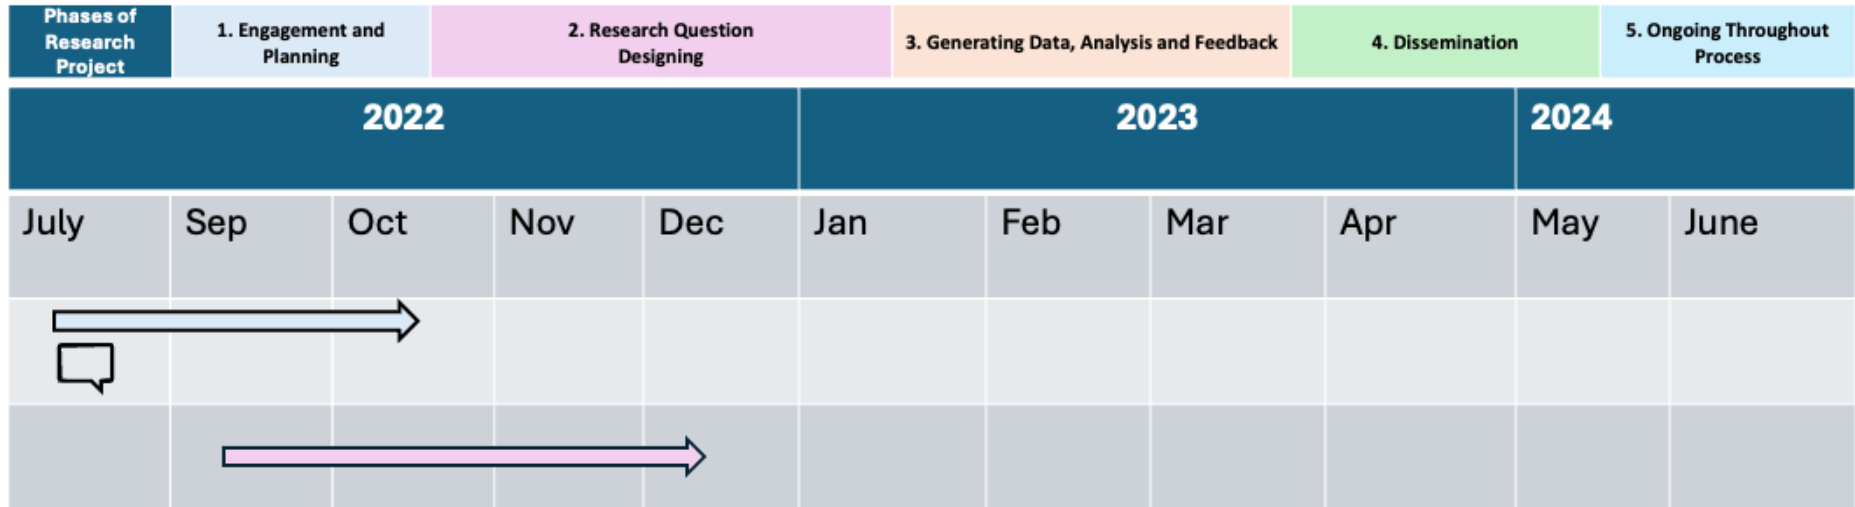 Phases of
Research
Project
1. Engagement and
Planning
2. Research Question
Designing
3. Generating Data, Analysis and Feedback
4. Dissemination
5. Ongoing Throughout
Process
2022
2023
2024
July
Sep
Oct
Nov
Dec
Jan
Feb
Mar
Apr
May
June